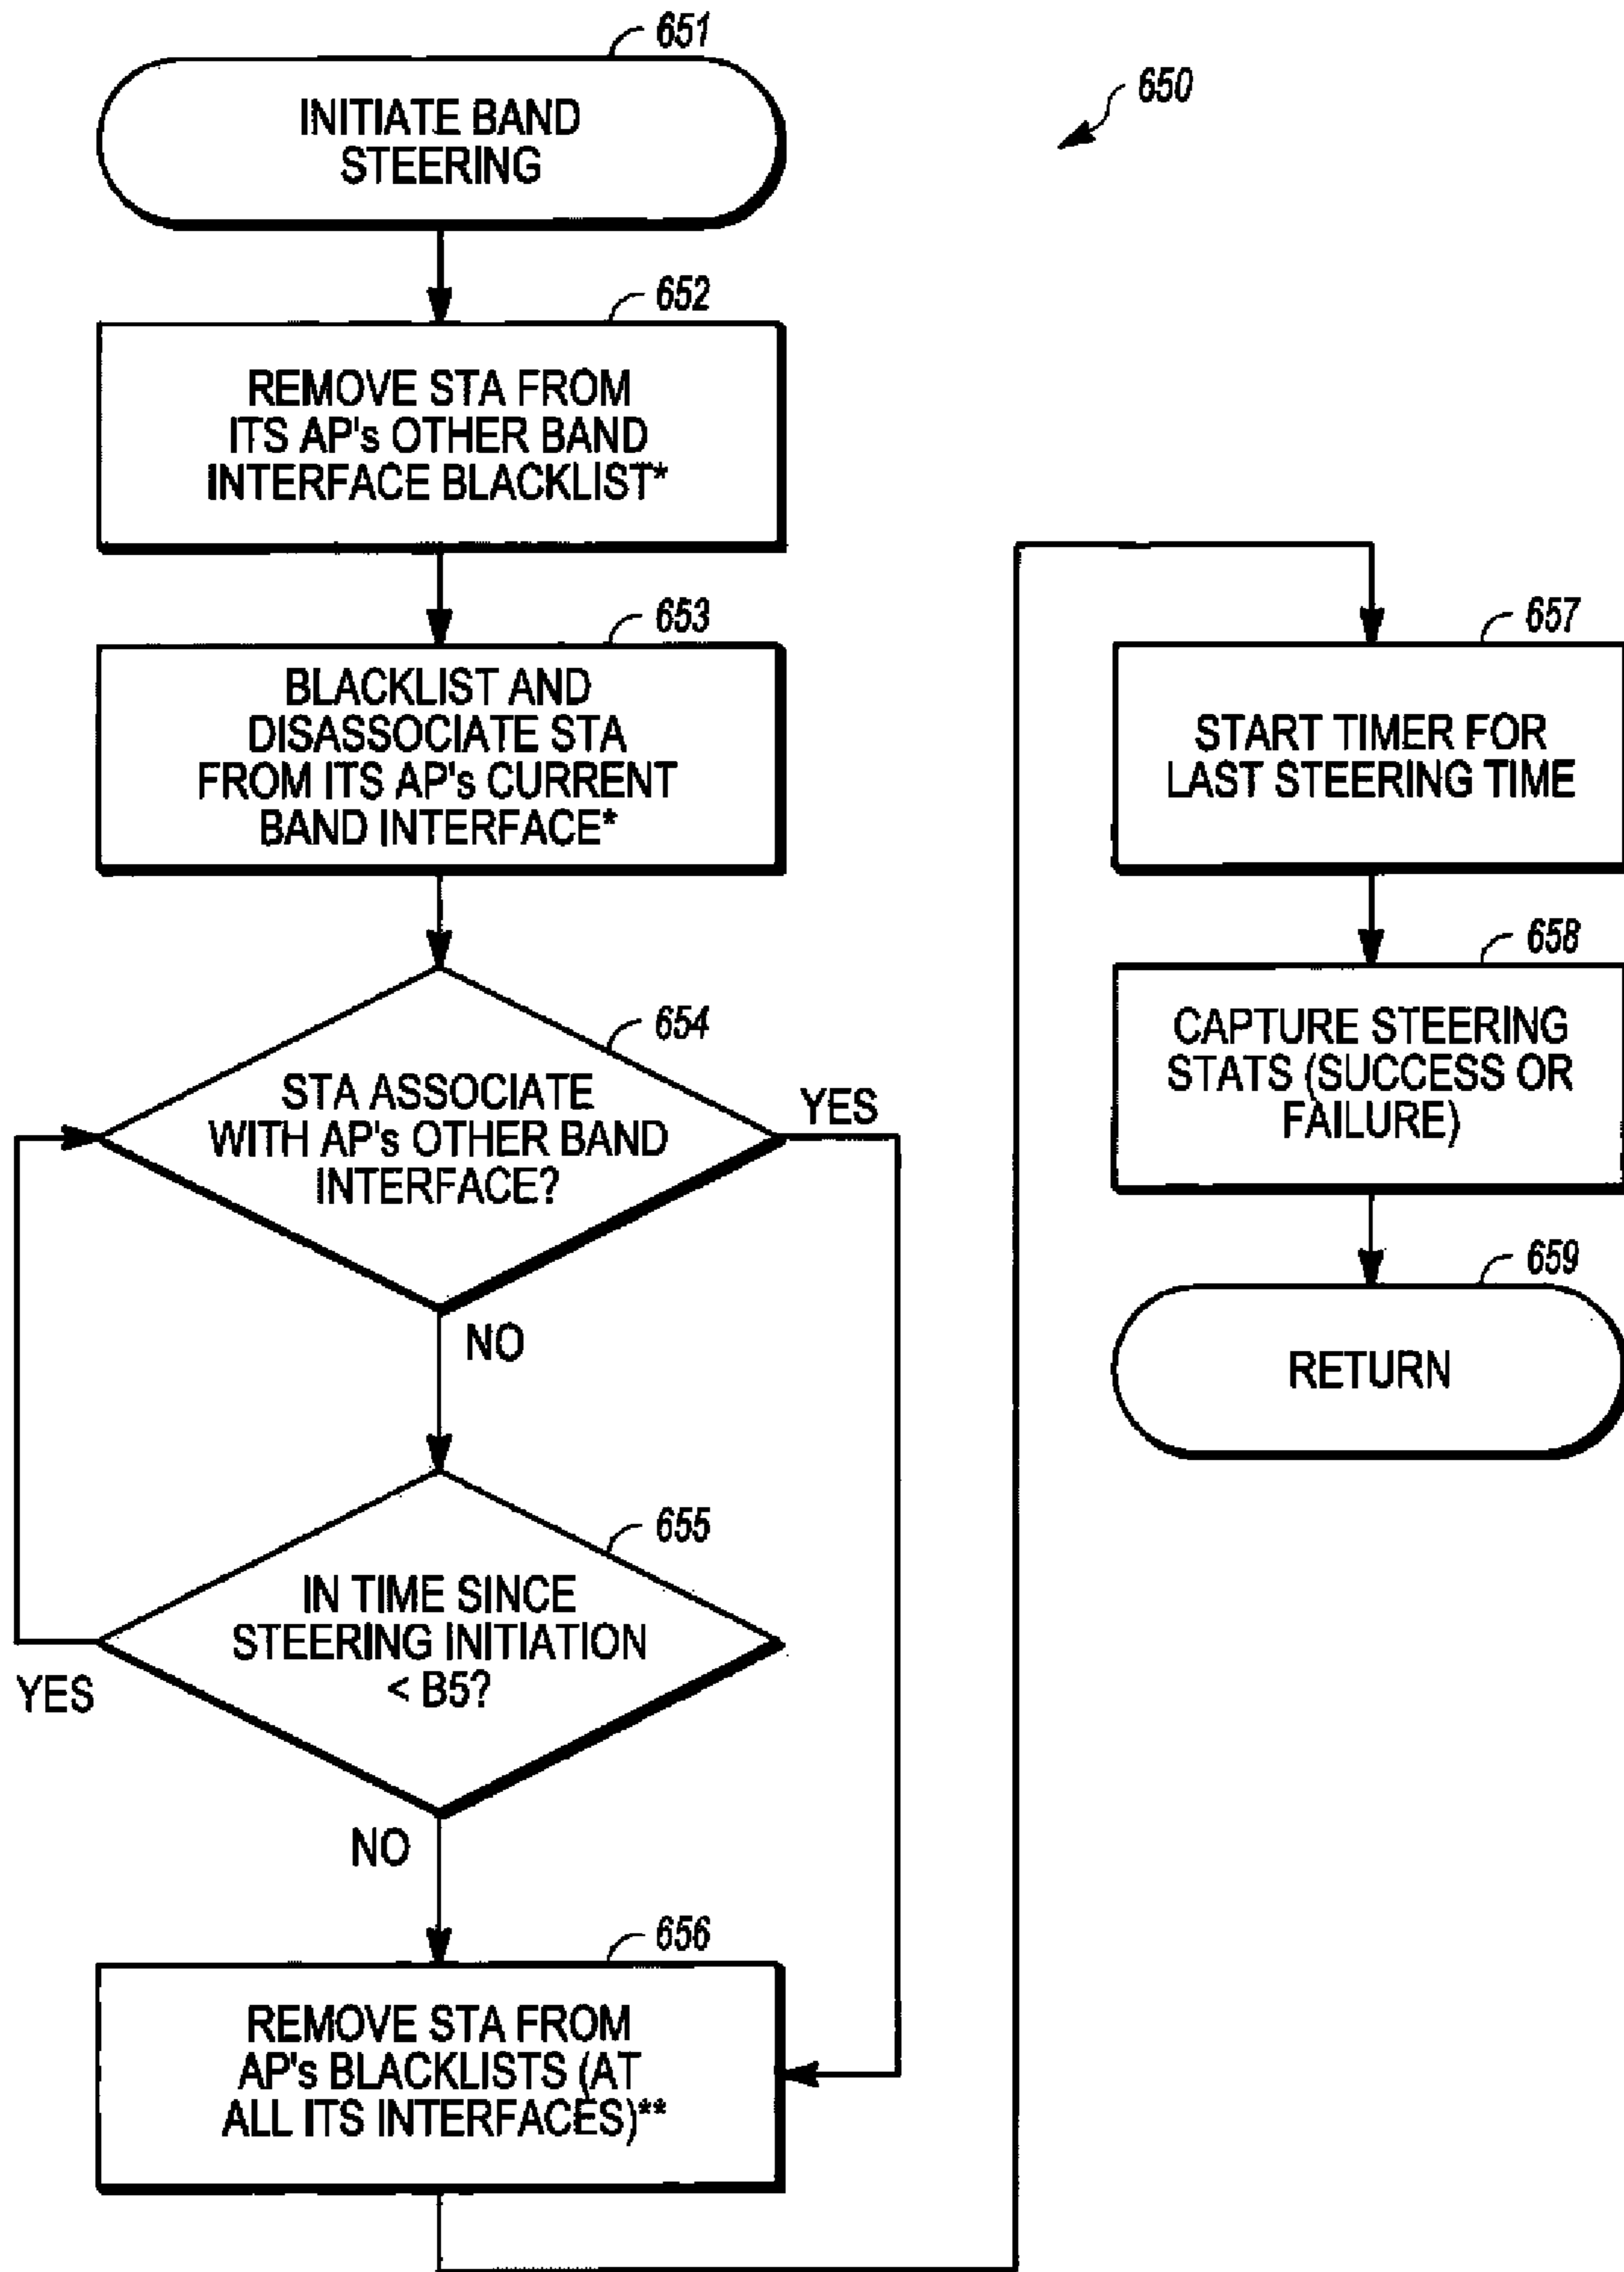 651
INITIATE BAND
STEERING
650
652
REMOVE STA FROM
ITS AP's OTHER BAND
INTERFACE BLACKLIST*
653
BLACKLIST AND
DISASSOCIATE STA
FROM ITS AP's CURRENT
BAND INTERFACE*
654
STA ASSOCIATE
WITH AP's OTHER BAND
INTERFACE?
YES
NO
655
IN TIME SINCE
STEERING INITIATION
< B5?
YES
NO
656
REMOVE STA FROM
AP's BLACKLISTS (AT
ALL ITS INTERFACES)**
657
START TIMER FOR
LAST STEERING TIME
658
CAPTURE STEERING
STATS (SUCCESS OR
FAILURE)
659
RETURN